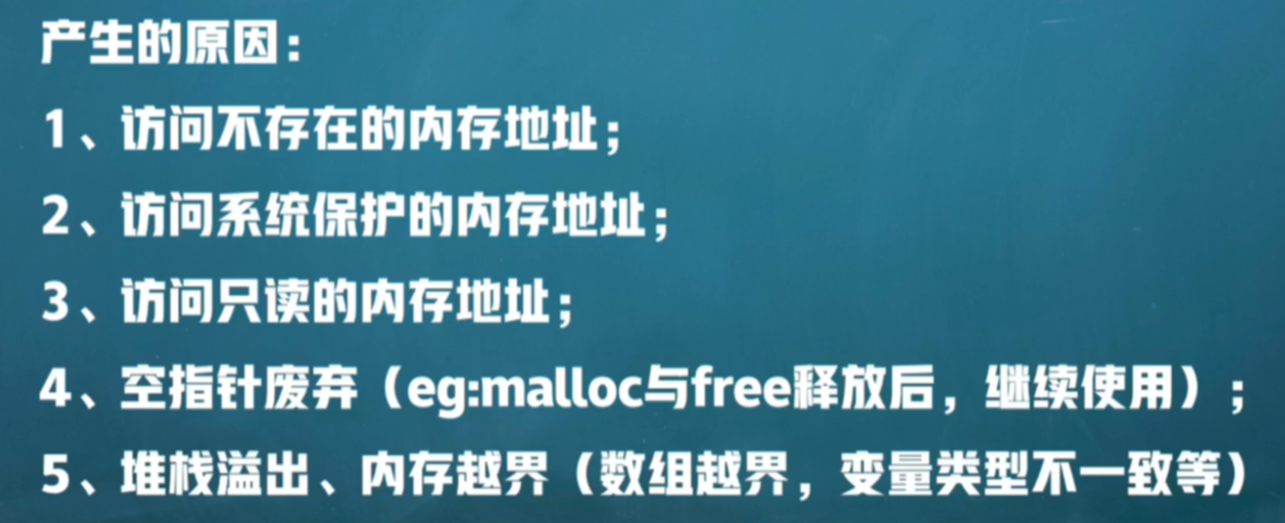 产生的原因：
1、访问不存在的内存地址；
2、访问系统保护的内存地址；
3、访问只读的内存地址；
4、空指针废弃（eg:malloc与free释放后，继续使用）；
5、堆栈溢出、内存越界（数组越界，变量类型不一致等）